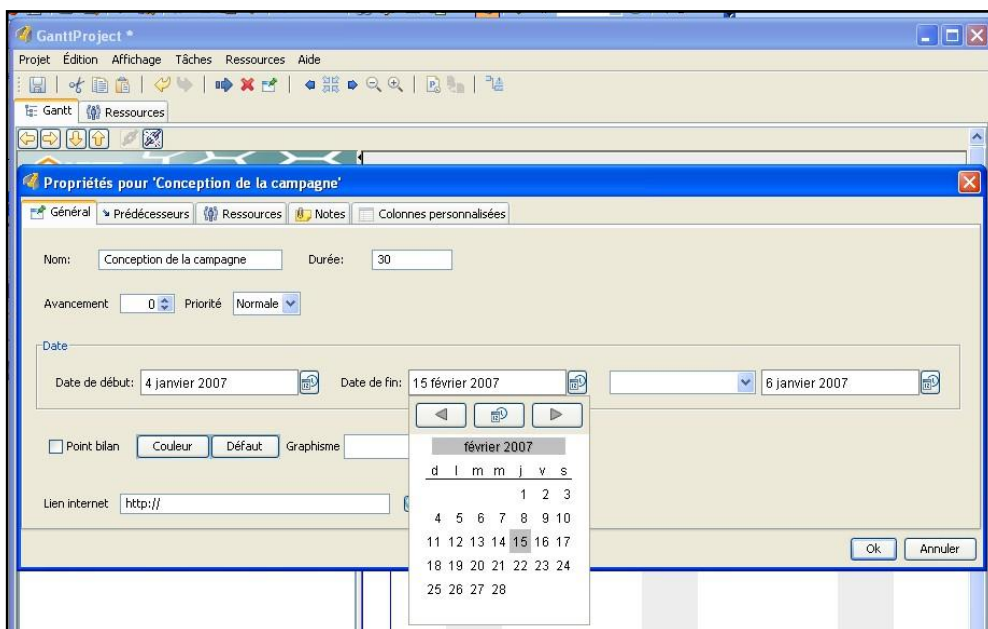 GanttProject *
Projet Édition Affichage Tâches Ressources Aide
Gantt Ressources
Propriétés pour 'Conception de la campagne'
Général Prédécesseurs Ressources Notes Colonnes personnalisées
Nom: Conception de la campagne Durée: 30
Avancement 0 Priorité Normale
Date
Date de début: 4 janvier 2007 Date de fin: 15 février 2007 6 janvier 2007
Point bilan Couleur Défaut Graphisme
février 2007
d l m m j v s
1 2 3
4 5 6 7 8 9 10
11 12 13 14 15 16 17
18 19 20 21 22 23 24
25 26 27 28
Lien internet http://
Ok Annuler